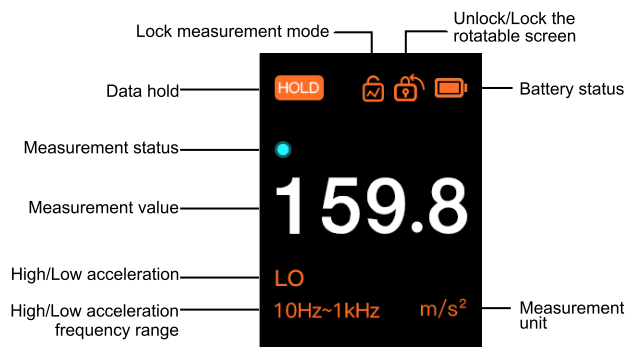 Lock measurement mode
Unlock/Lock the
rotatable screen
Data hold
HOLD
Battery status
Measurement status
Measurement value
159.8
High/Low acceleration
LO
High/Low acceleration
frequency range
10Hz~1kHz
m/s²
Measurement
unit